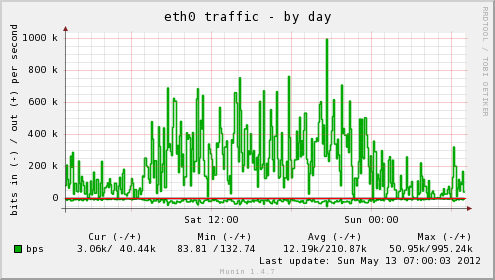 eth0 traffic - by day
RRDTOOL / TOBI OETIKER
bits in (-) / out (+) per second
1000 k
800 k
600 k
400 k
200 k
0
Sat 12:00 Sun 00:00
Cur (-/+) Min (-/+) Avg (-/+) Max (-/+)
bps 3.06k/ 40.44k 83.81 /132.74 12.19k/210.87k 50.95k/995.24k
Last update: Sun May 13 07:00:03 2012
Munin 1.4.7